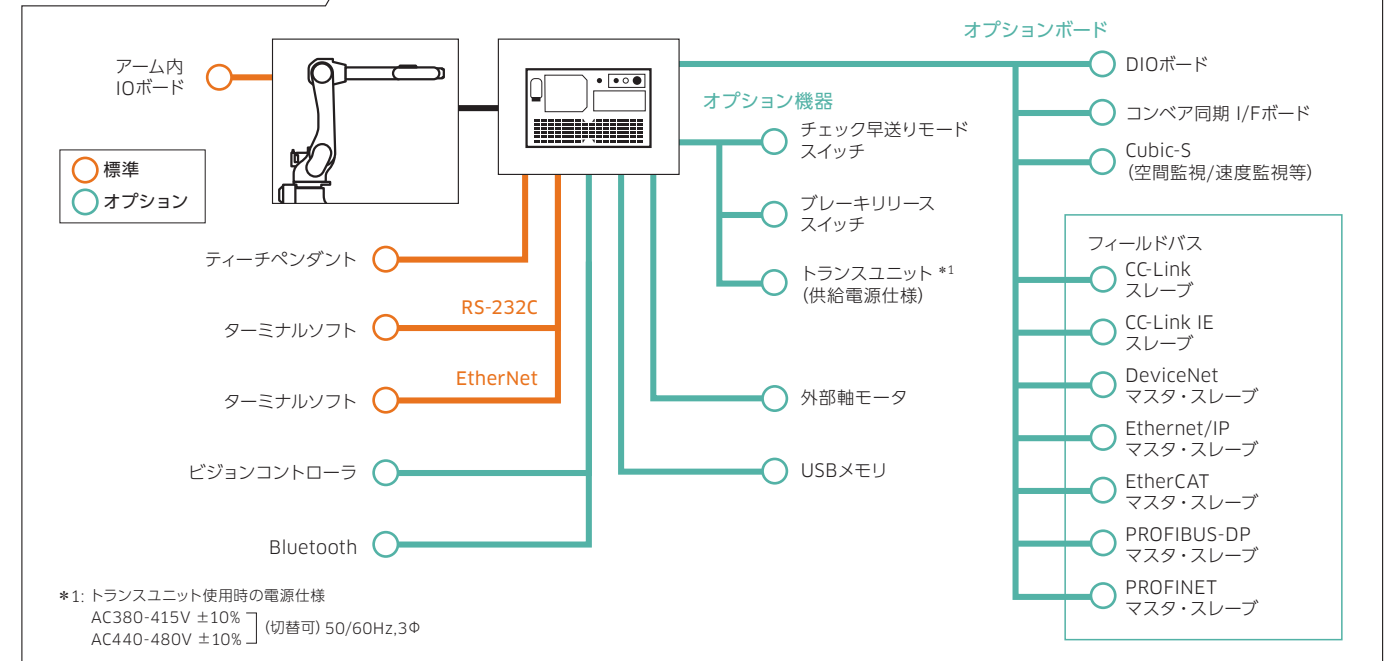 アーム内
IOボード
標準
オプション
ティーチペンダント
RS-232C
ターミナルソフト
EtherNet
ターミナルソフト
ビジョンコントローラ
Bluetooth
＊1: トランスユニット使用時の電源仕様
AC380-415V ±10%
AC440-480V ±10%
(切替可) 50/60Hz,3Φ
オプション機器
チェック早送りモード
スイッチ
ブレーキリリース
スイッチ
トランスユニット ＊1
(供給電源仕様)
外部軸モータ
USBメモリ
オプションボード
DIOボード
コンベア同期 I/Fボード
Cubic-S
(空間監視/速度監視等)
フィールドバス
CC-Link
スレーブ
CC-Link IE
スレーブ
DeviceNet
マスタ・スレーブ
Ethernet/IP
マスタ・スレーブ
EtherCAT
マスタ・スレーブ
PROFIBUS-DP
マスタ・スレーブ
PROFINET
マスタ・スレーブ